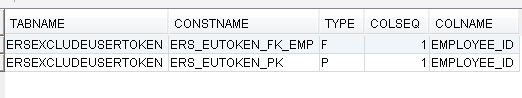 TABNAME CONSTNAME TYPE COLSEQ COLNAME
ERSEXCLUDEUSERTOKEN ERS_EUTOKEN_FK_EMP F 1 EMPLOYEE_ID
ERSEXCLUDEUSERTOKEN ERS_EUTOKEN_PK P 1 EMPLOYEE_ID